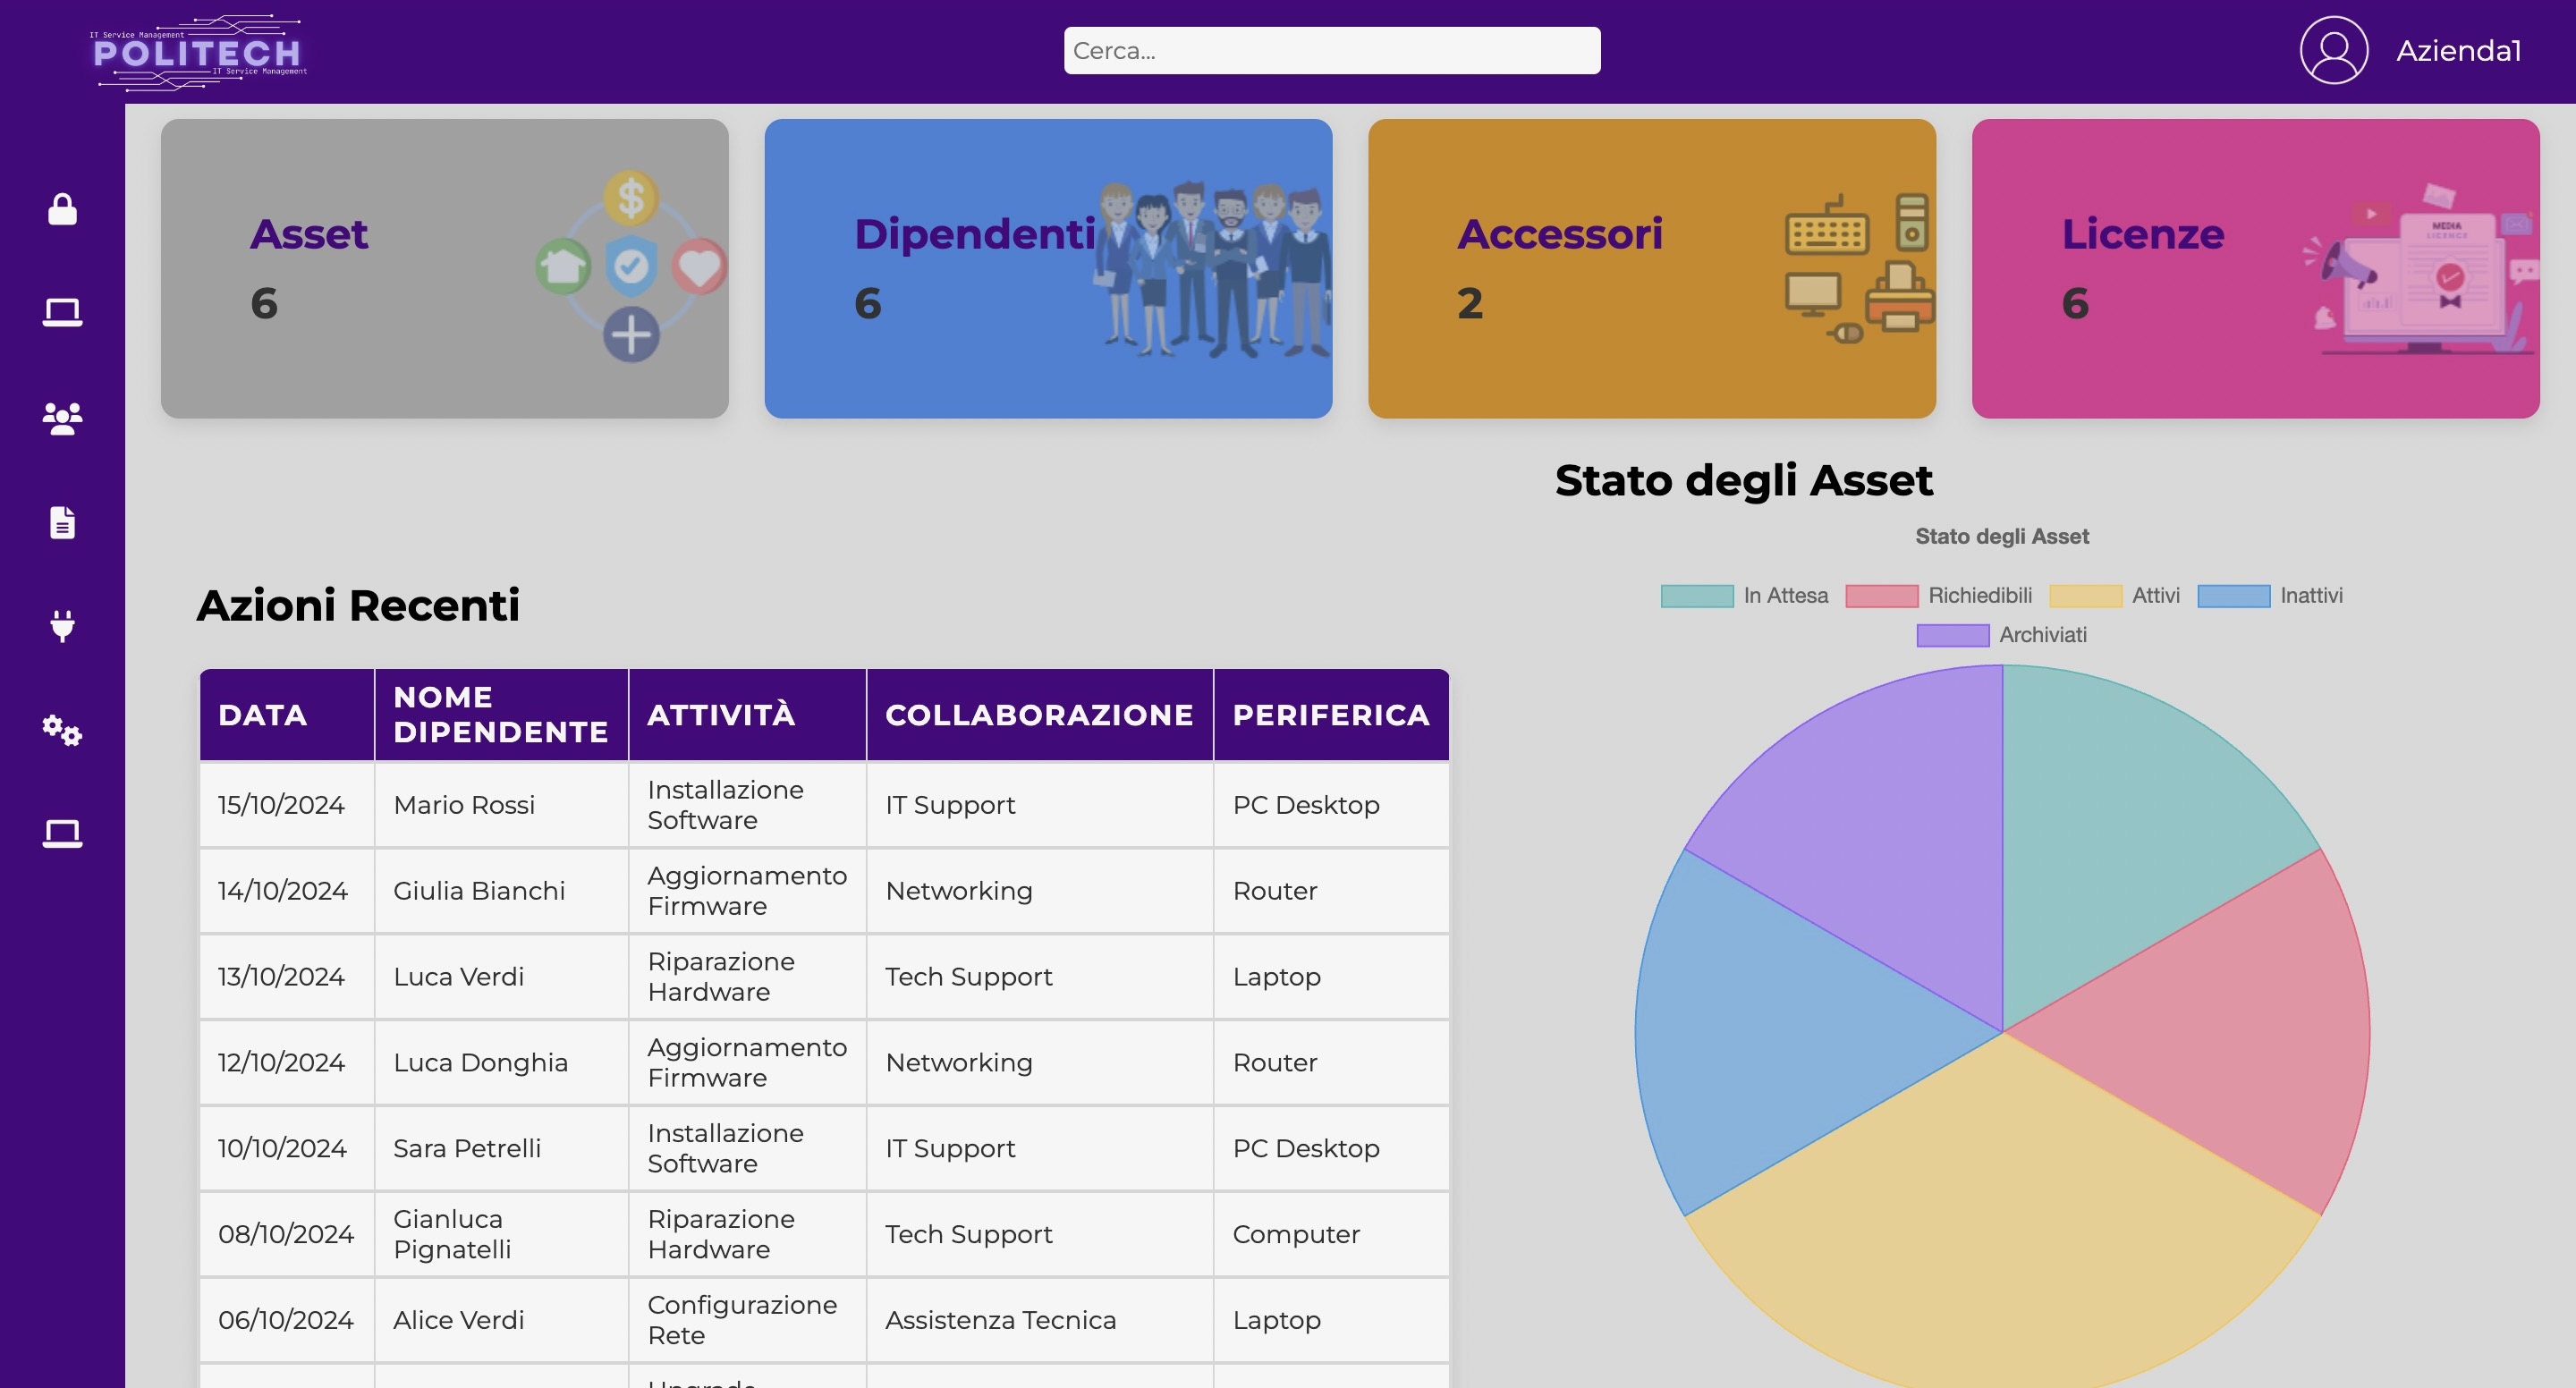 IT Service Management
POLITECH
IT Service Management
Cerca...
Azienda1
Asset
6
Dipendenti
6
Accessori
2
Licenze
6
MEDIA
LICENCE
Stato degli Asset
Stato degli Asset
In Attesa Richiedibili Attivi Inattivi
Archiviati
Azioni Recenti
DATA NOME DIPENDENTE ATTIVITÀ COLLABORAZIONE PERIFERICA
15/10/2024 Mario Rossi Installazione Software IT Support PC Desktop
14/10/2024 Giulia Bianchi Aggiornamento Firmware Networking Router
13/10/2024 Luca Verdi Riparazione Hardware Tech Support Laptop
12/10/2024 Luca Donghia Aggiornamento Firmware Networking Router
10/10/2024 Sara Petrelli Installazione Software IT Support PC Desktop
08/10/2024 Gianluca Pignatelli Riparazione Hardware Tech Support Computer
06/10/2024 Alice Verdi Configurazione Rete Assistenza Tecnica Laptop